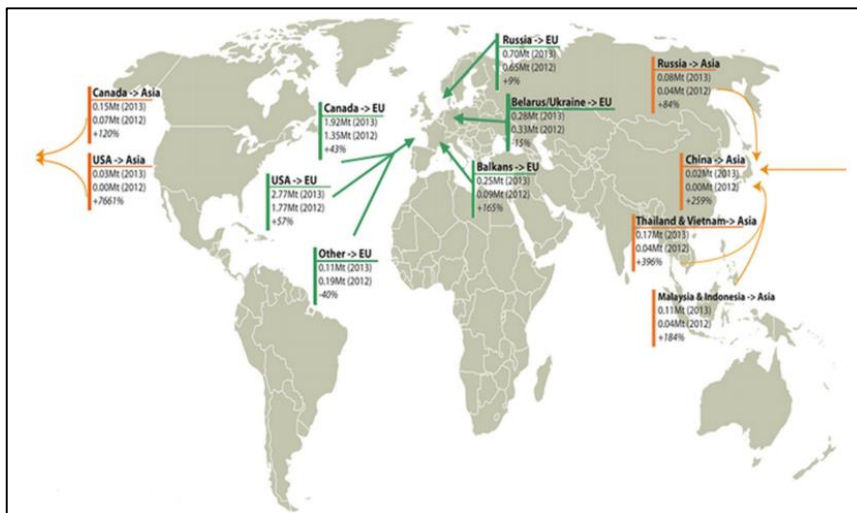 Russia -> EU
0.70Mt (2013)
0.65Mt (2012)
+9%
Russia -> Asia
0.08Mt (2013)
0.04Mt (2012)
+84%
Canada -> Asia
0.15Mt (2013)
0.07Mt (2012)
+120%
Canada -> EU
1.92Mt (2013)
1.35Mt (2012)
+43%
Belarus/Ukraine -> EU
0.28Mt (2013)
0.33Mt (2012)
-15%
USA -> Asia
0.03Mt (2013)
0.00Mt (2012)
+7661%
USA -> EU
2.77Mt (2013)
1.77Mt (2012)
+57%
Balkans -> EU
0.25Mt (2013)
0.09Mt (2012)
+165%
China -> Asia
0.02Mt (2013)
0.00Mt (2012)
+259%
Thailand & Vietnam-> Asia
0.17Mt (2013)
0.04Mt (2012)
+396%
Other -> EU
0.11Mt (2013)
0.19Mt (2012)
-40%
Malaysia & Indonesia -> Asia
0.11Mt (2013)
0.04Mt (2012)
+184%